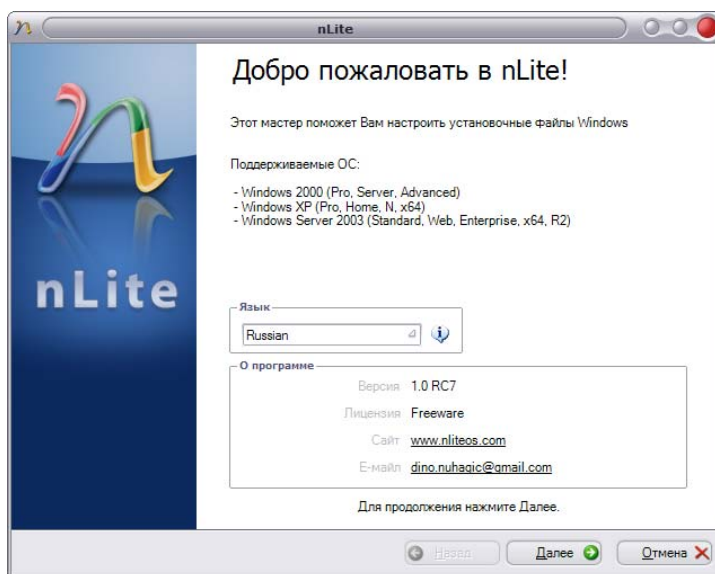 nLite
Добро пожаловать в nLite!
Этот мастер поможет Вам настроить установочные файлы Windows
Поддерживаемые ОС:
- Windows 2000 (Pro, Server, Advanced)
- Windows XP (Pro, Home, N, x64)
- Windows Server 2003 (Standard, Web, Enterprise, x64, R2)
nLite
Язык
Russian
О программе
Версия 1.0 RC7
Лицензия Freeware
Сайт www.nliteos.com
E-майл dino.nuhagic@gmail.com
Для продолжения нажмите Далее.
Назад Далее Отмена